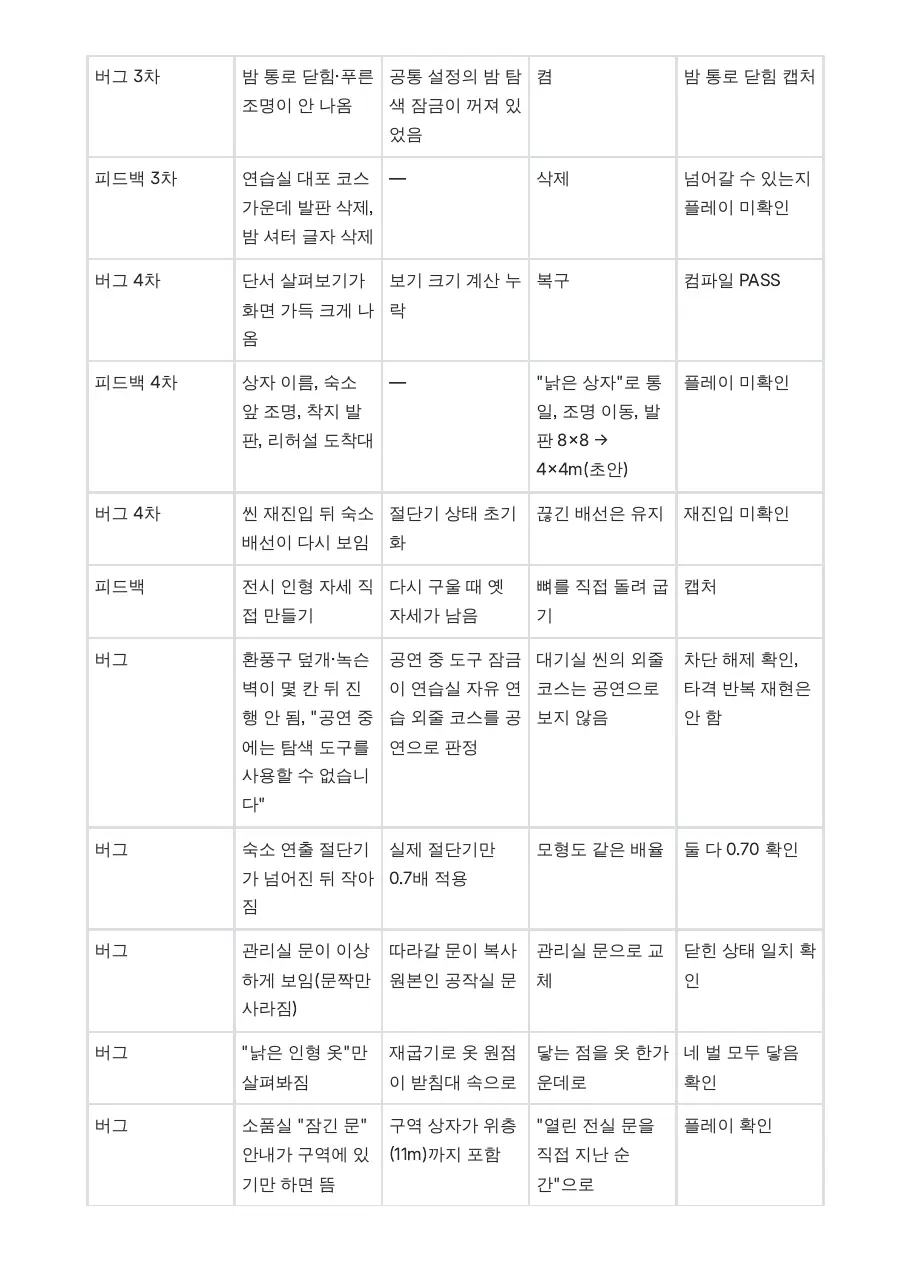 버그 3차
밤 통로 닫힘·푸른
조명이 안 나옴
공통 설정의 밤 탐
색 잠금이 꺼져 있
었음
켬
밤 통로 닫힘 캡처
피드백 3차
연습실 대포 코스
가운데 발판 삭제,
밤 셔터 글자 삭제
—
삭제
넘어갈 수 있는지
플레이 미확인
버그 4차
단서 살펴보기가
화면 가득 크게 나
옴
보기 크기 계산 누
락
복구
컴파일 PASS
피드백 4차
상자 이름, 숙소
앞 조명, 착지 발
판, 리허설 도착대
—
"낡은 상자"로 통
일, 조명 이동, 발
판 8×8 →
4×4m(초안)
플레이 미확인
버그 4차
씬 재진입 뒤 숙소
배선이 다시 보임
절단기 상태 초기
화
끊긴 배선은 유지
재진입 미확인
피드백
전시 인형 자세 직
접 만들기
다시 구울 때 옛
자세가 남음
뼈를 직접 돌려 굽
기
캡처
버그
환풍구 덮개·녹슨
벽이 몇 칸 뒤 진
행 안 됨, "공연 중
에는 탐색 도구를
사용할 수 없습니
다"
공연 중 도구 잠금
이 연습실 자유 연
습 외줄 코스를 공
연으로 판정
대기실 씬의 외줄
코스는 공연으로
보지 않음
차단 해제 확인,
타격 반복 재현은
안 함
버그
숙소 연출 절단기
가 넘어진 뒤 작아
짐
실제 절단기만
0.7배 적용
모형도 같은 배율
둘 다 0.70 확인
버그
관리실 문이 이상
하게 보임(문짝만
사라짐)
따라갈 문이 복사
원본인 공작실 문
관리실 문으로 교
체
닫힌 상태 일치 확
인
버그
"낡은 인형 옷"만
살펴봐짐
재굽기로 옷 원점
이 받침대 속으로
닿는 점을 옷 한가
운데로
네 벌 모두 닿음
확인
버그
소품실 "잠긴 문"
안내가 구역에 있
기만 하면 뜸
구역 상자가 위층
(11m)까지 포함
"열린 전실 문을
직접 지난 순
간"으로
플레이 확인